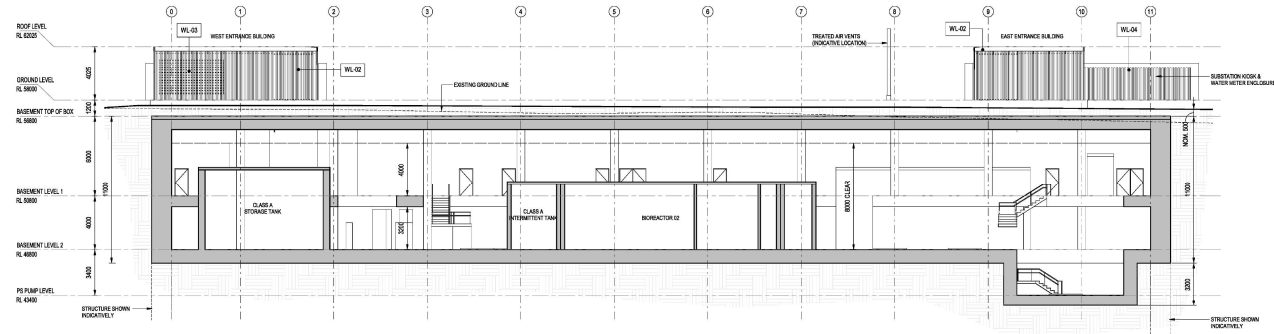 0 1 2 3 4 5 6 7 8 9 10 11
ROOF LEVEL
RL 62025
WL-03
WEST ENTRANCE BUILDING
WL-02
TREATED AIR VENTS
(INDICATIVE LOCATION)
WL-02
EAST ENTRANCE BUILDING
WL-04
4025
SUBSTATION KIOSK &
WATER METER ENCLOSURE
GROUND LEVEL
RL 58000
EXISTING GROUND LINE
1200
BASEMENT TOP OF BOX
RL 56800
NOM. 500
6000
11000
4000
8000 CLEAR
11000
BASEMENT LEVEL 1
RL 50800
CLASS A
STORAGE TANK
CLASS A
INTERMITTENT TANK
BIOREACTOR 02
4000
3200
BASEMENT LEVEL 2
RL 46800
3400
3200
PS PUMP LEVEL
RL 43400
STRUCTURE SHOWN
INDICATIVELY
STRUCTURE SHOWN
INDICATIVELY